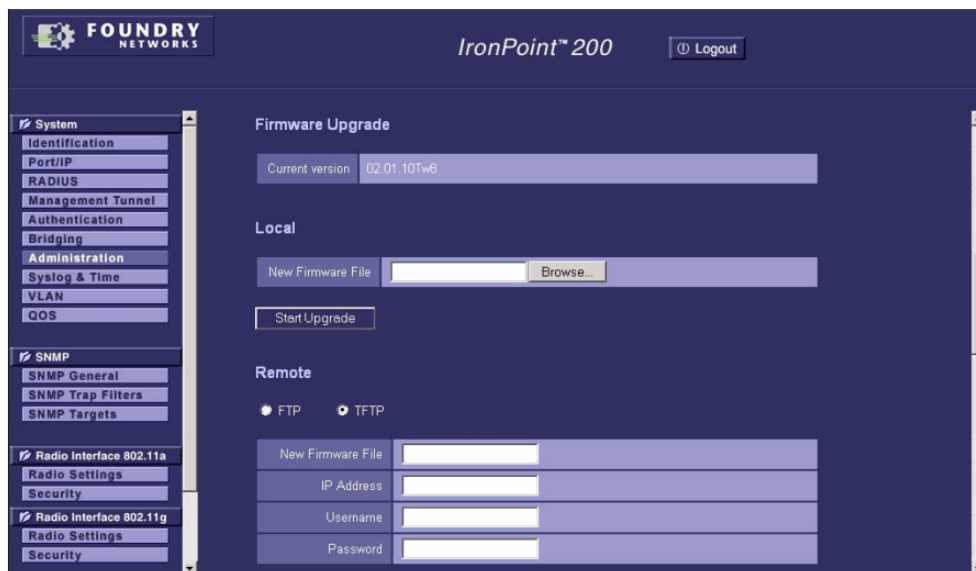 FOUNDRY
NETWORKS
IronPoint™ 200
Logout
System
Identification
Port/IP
RADIUS
Management Tunnel
Authentication
Bridging
Administration
Syslog & Time
VLAN
QOS
SNMP
SNMP General
SNMP Trap Filters
SNMP Targets
Radio Interface 802.11a
Radio Settings
Security
Radio Interface 802.11g
Radio Settings
Security
Firmware Upgrade
Current version 02.01.10Tw8
Local
New Firmware File Browse...
Start Upgrade
Remote
FTP TFTP
New Firmware File
IP Address
Username
Password